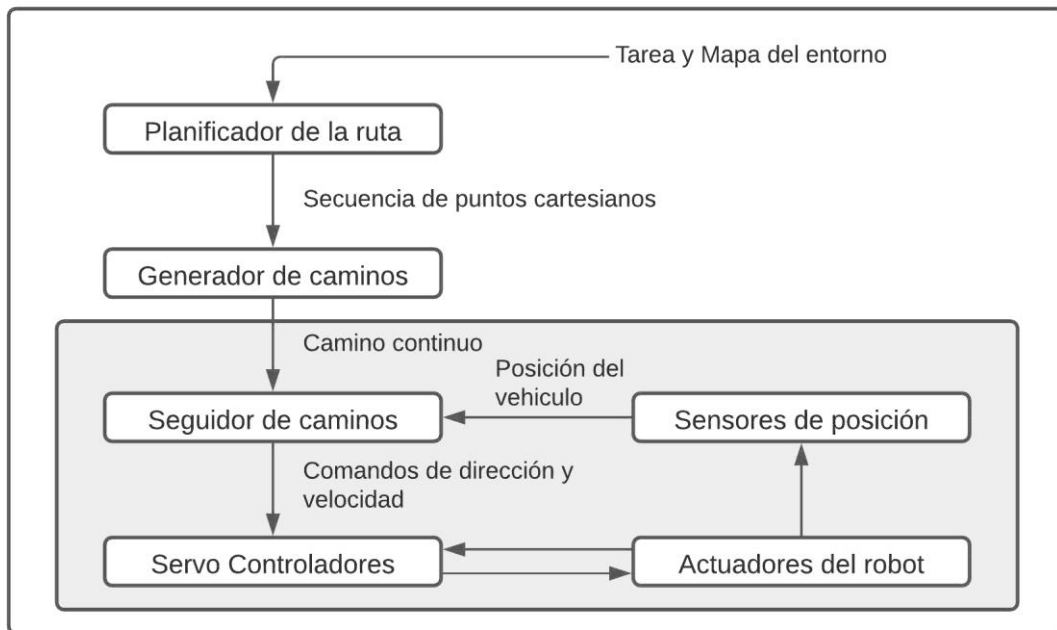 Tarea y Mapa del entorno
Planificador de la ruta
Secuencia de puntos cartesianos
Generador de caminos
Camino continuo
Posición del
vehiculo
Seguidor de caminos
Sensores de posición
Comandos de dirección y
velocidad
Servo Controladores
Actuadores del robot